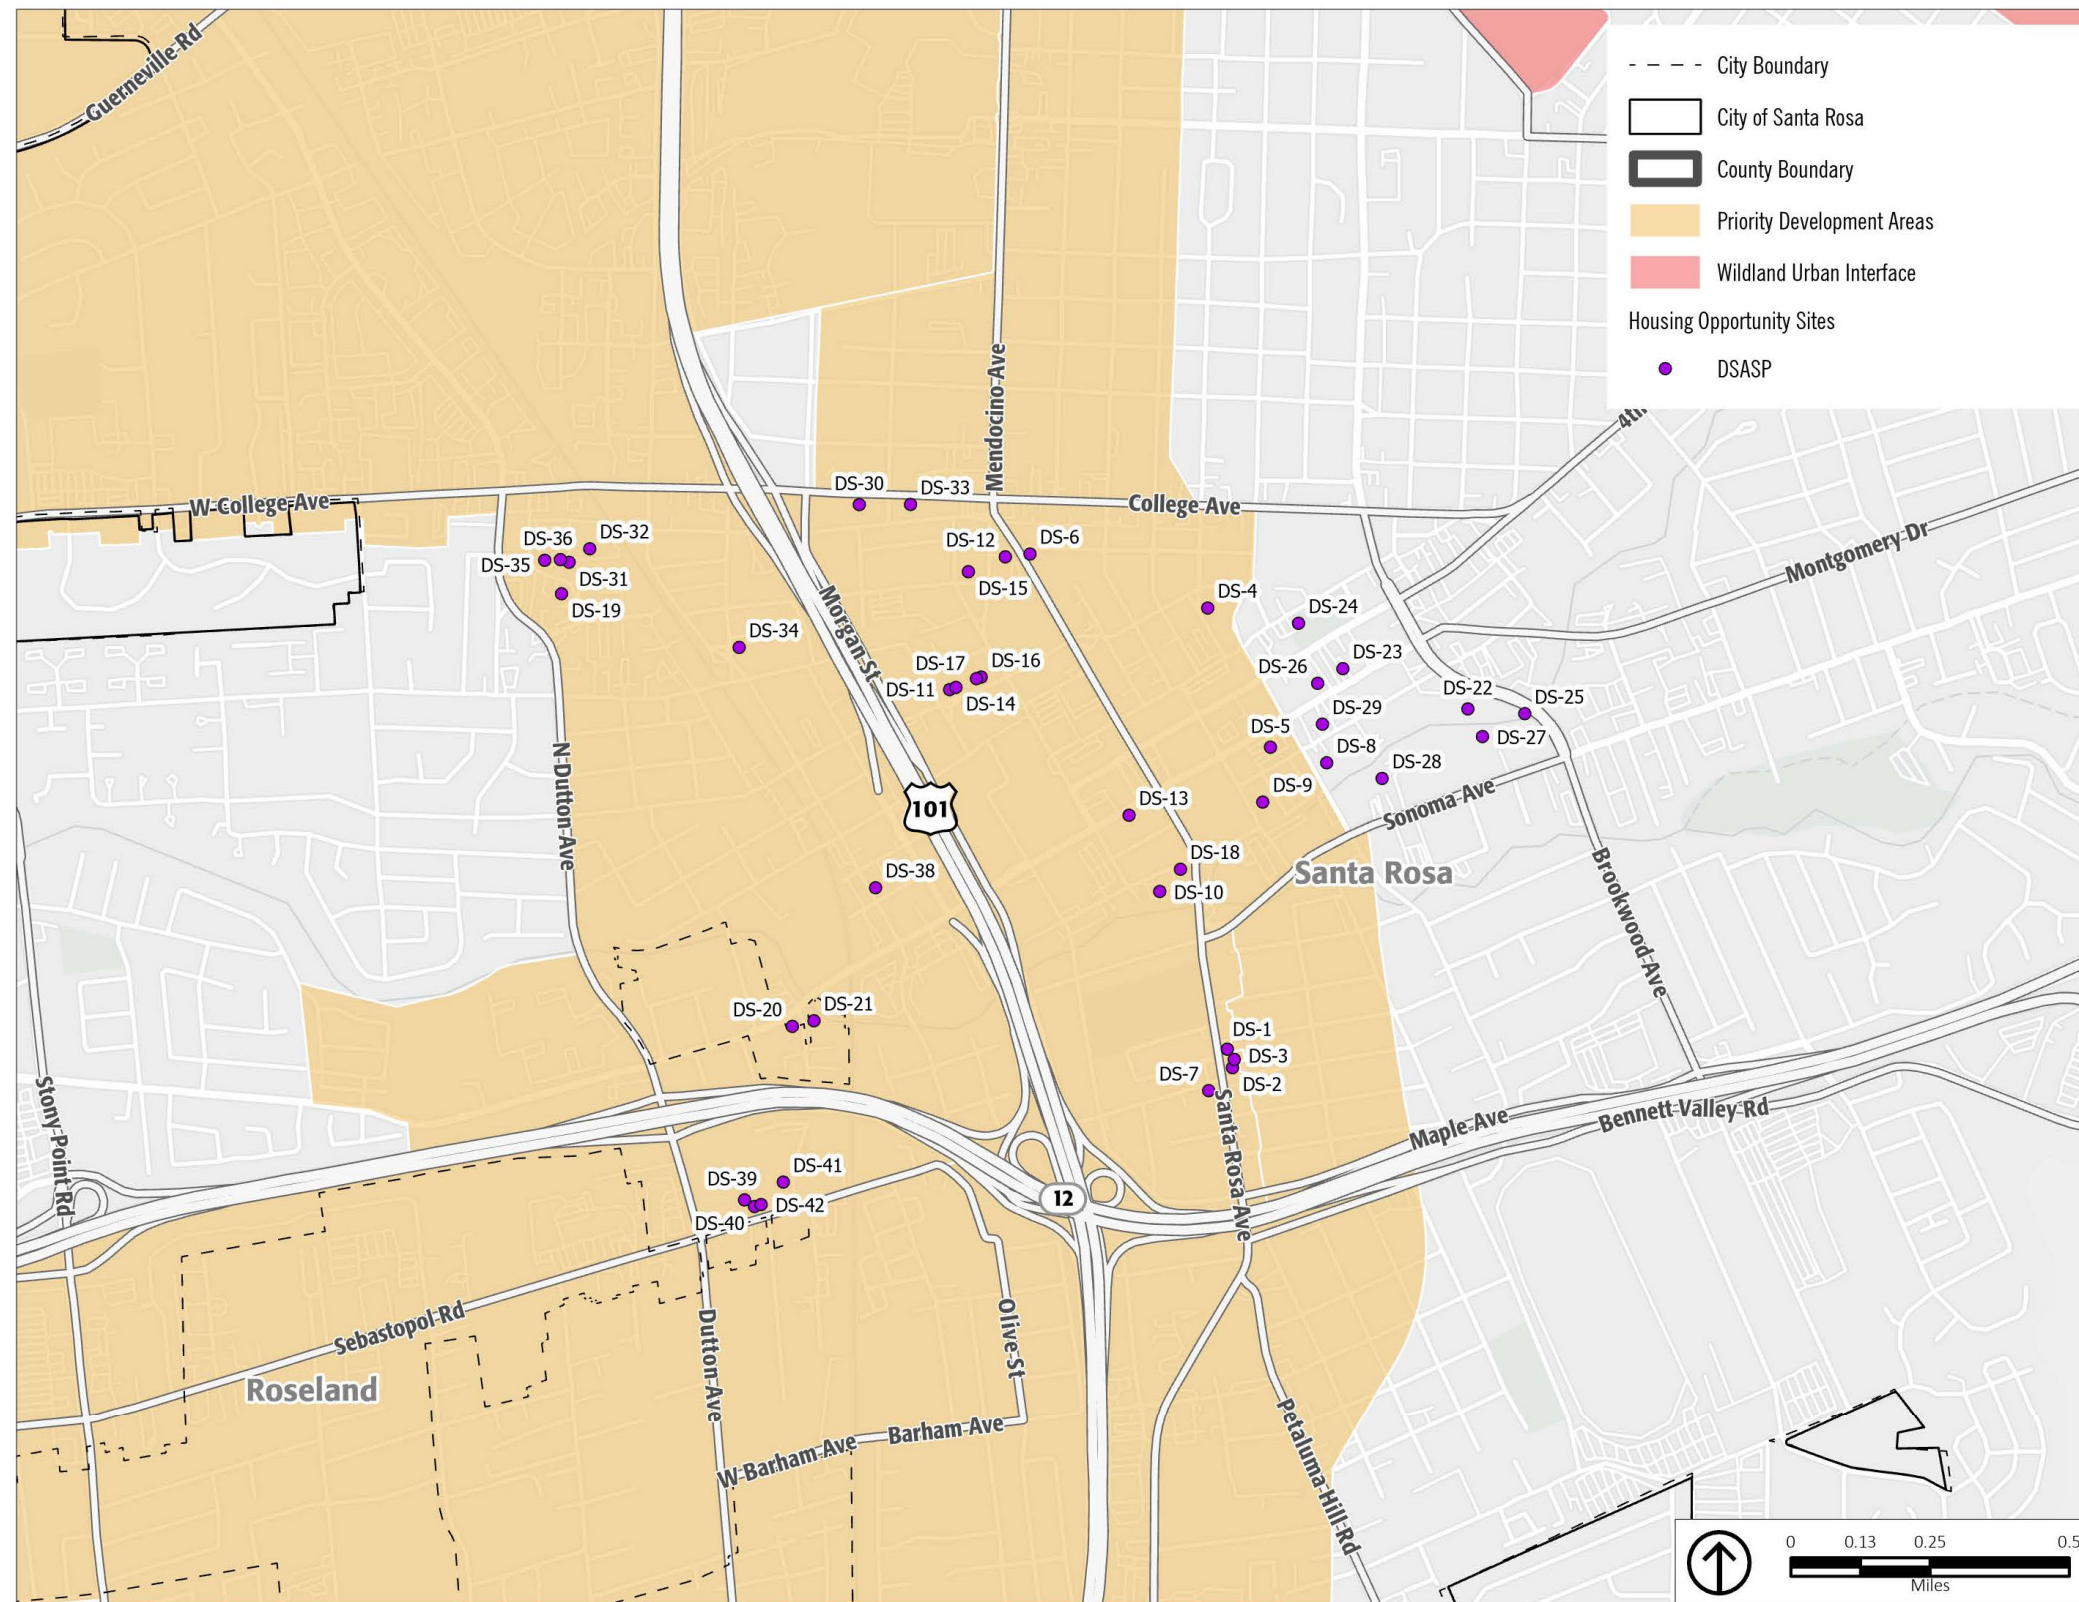 Guerneville Rd
City Boundary
City of Santa Rosa
County Boundary
Priority Development Areas
Wildland Urban Interface
Housing Opportunity Sites
DSASP
Mendocino Ave
4th
W College Ave
College Ave
DS-30
DS-33
DS-36
DS-32
DS-35
DS-31
DS-19
DS-12
DS-6
DS-15
DS-4
DS-24
DS-34
Morgan St
DS-17
DS-16
DS-11
DS-14
DS-26
DS-23
DS-22
DS-25
DS-29
DS-5
DS-8
DS-27
DS-28
DS-9
DS-13
Montgomery Dr
N Dutton Ave
101
Sonoma Ave
DS-18
DS-10
DS-38
Santa Rosa
Brookwood Ave
DS-20
DS-21
DS-1
DS-3
DS-2
DS-7
Stony Point Rd
Santa Rosa Ave
Maple Ave
Bennett Valley Rd
DS-41
DS-39
DS-42
DS-40
12
Sebastopol Rd
Roseland
Dutton Ave
Olive St
W Barham Ave
Barham Ave
Petaluma Hill Rd
0
0.13
0.25
0.5
Miles